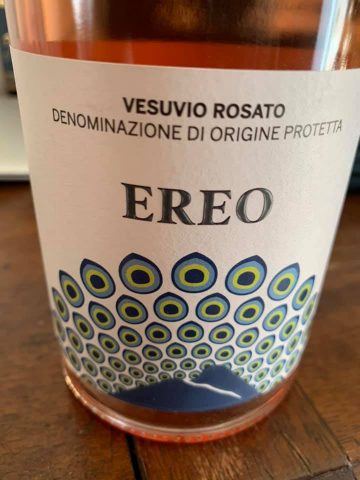 VESUVIO ROSATO
DENOMINAZIONE DI ORIGINE PROTETTA
EREO